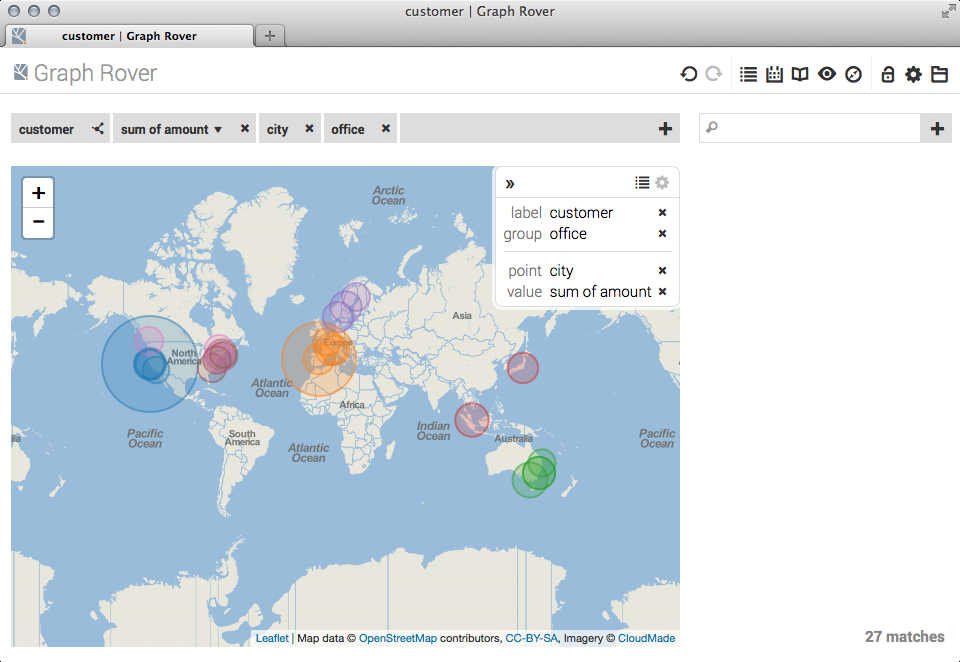 customer | Graph Rover
customer | Graph Rover
Graph Rover
customer sum of amount city office
label customer
group office
point city
value sum of amount
Arctic
Ocean
Asia
Europe
North
America
Atlantic
Ocean
Africa
Pacific
Ocean
South
America
Atlantic
Ocean
Indian
Ocean
Australia
Pacific
Ocean
lia
Leaflet | Map data © OpenStreetMap contributors, CC-BY-SA, Imagery © CloudMade
27 matches